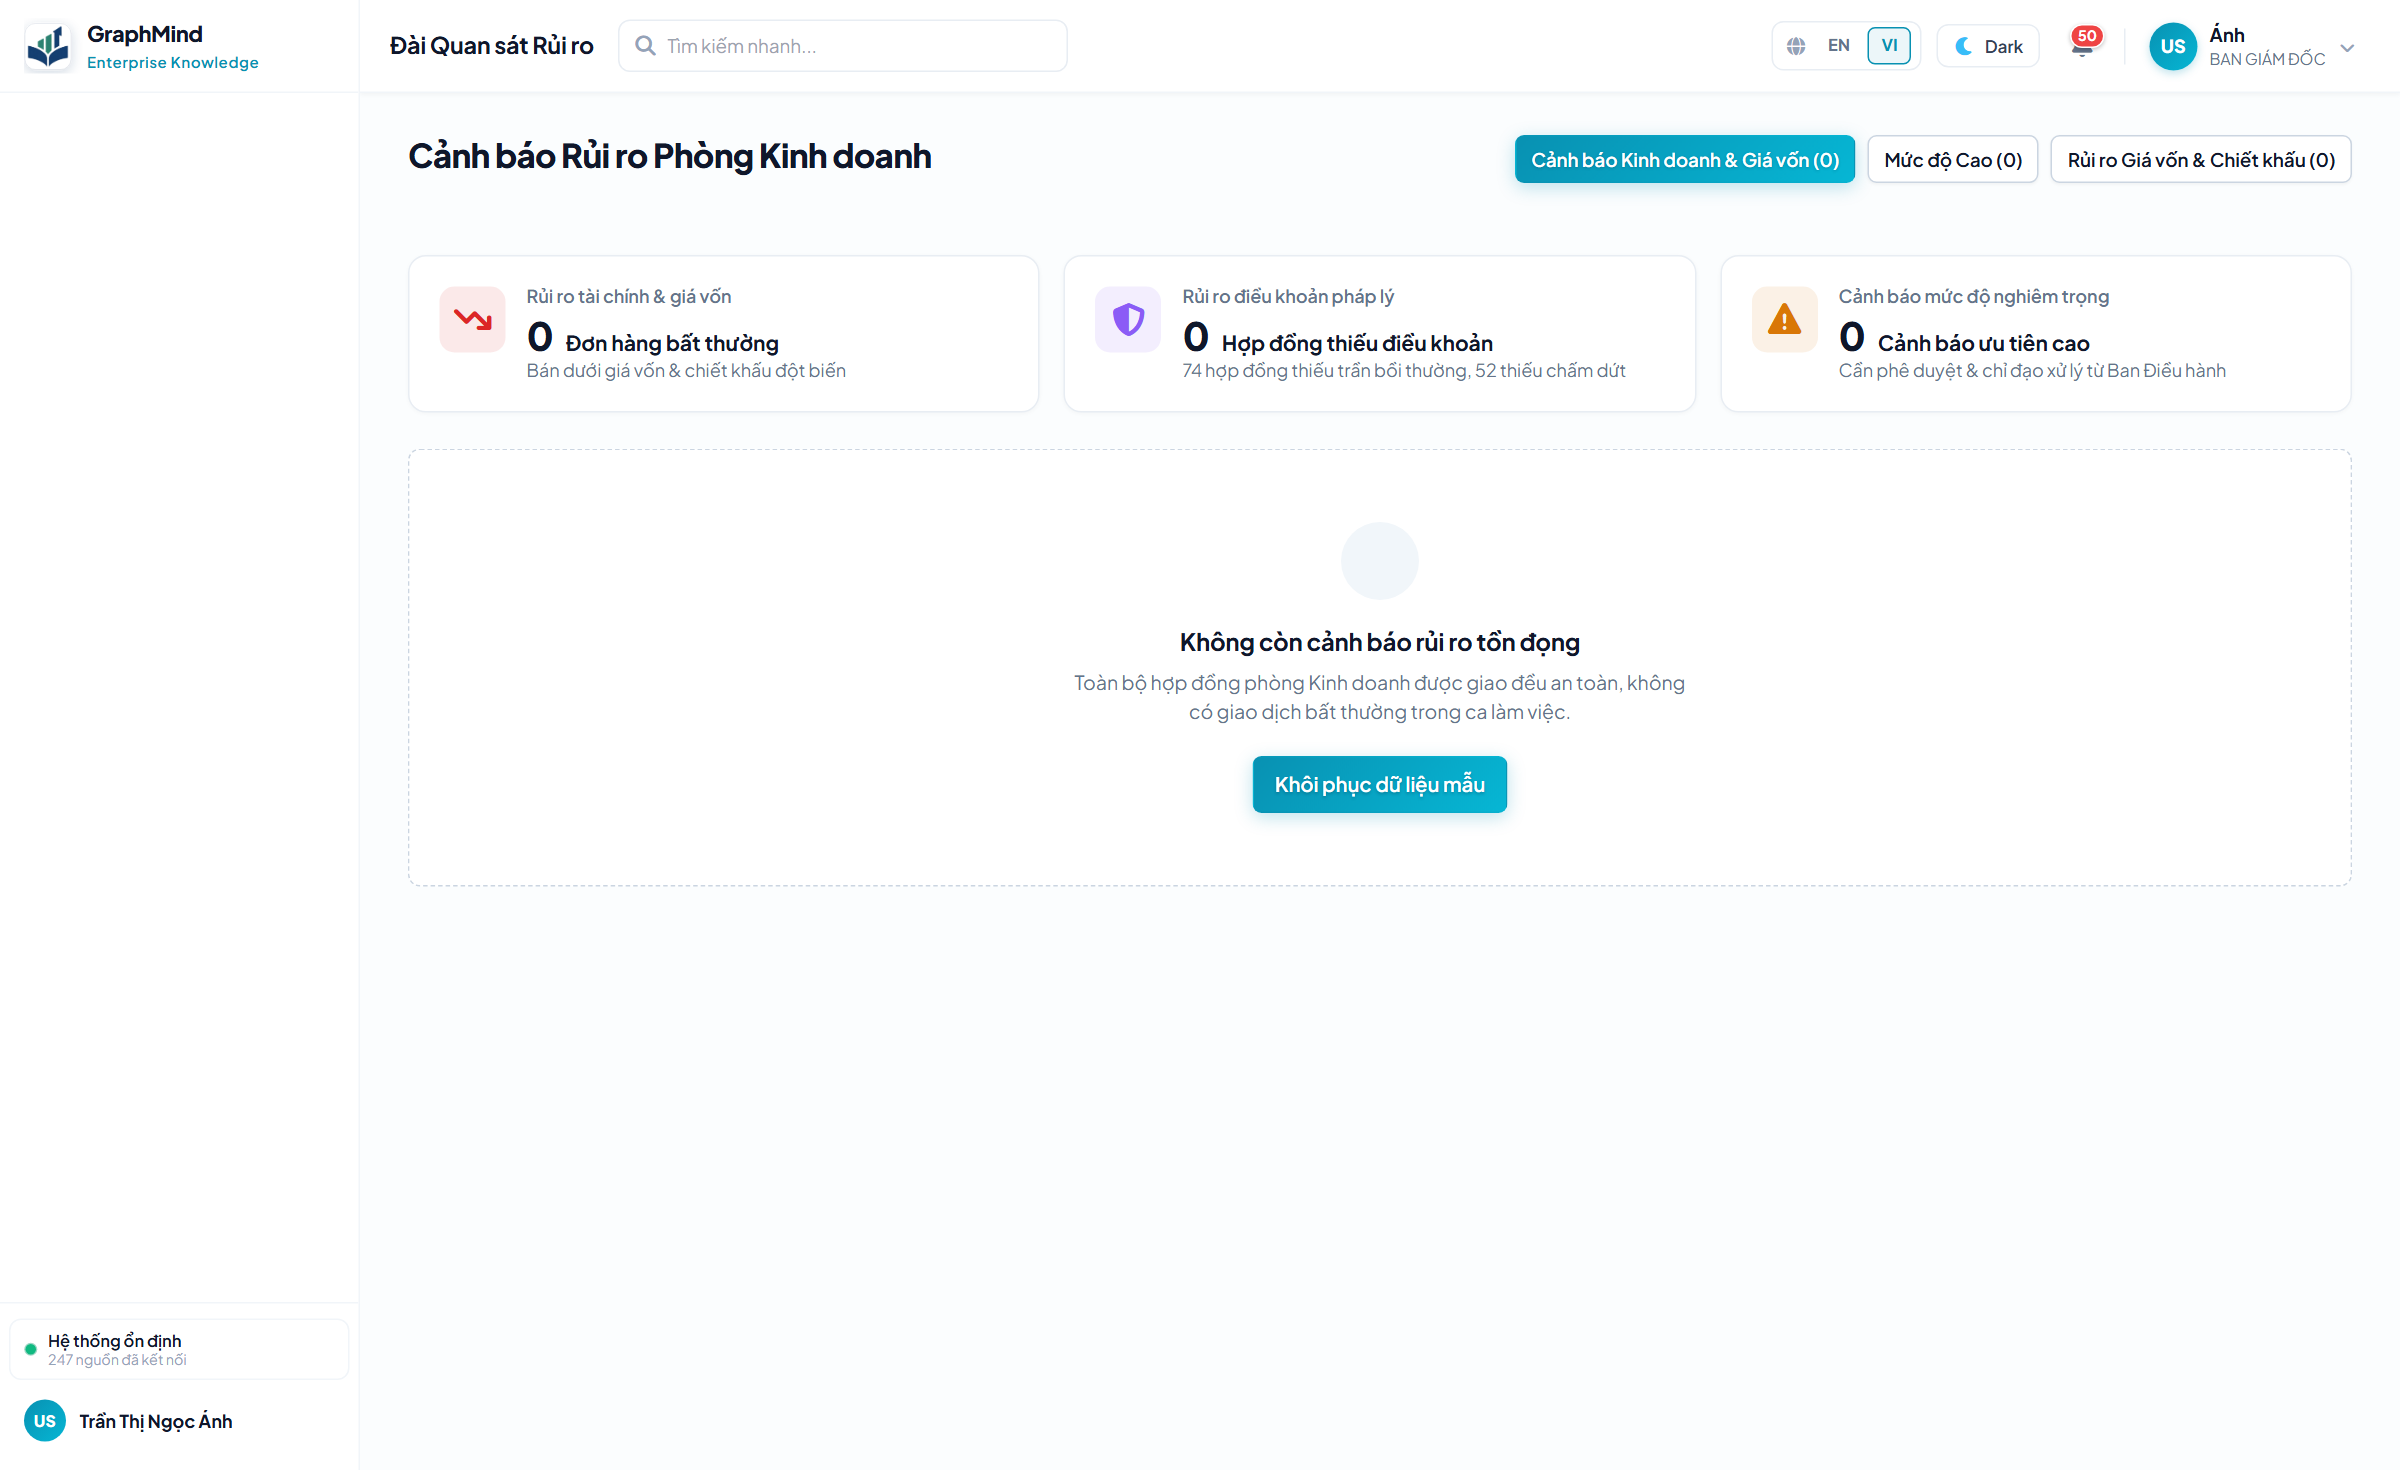 GraphMind
Enterprise Knowledge
Đài Quan sát Rủi ro
Tìm kiếm nhanh...
EN
VI
Dark
50
US
Ánh
BAN GIÁM ĐỐC
Cảnh báo Rủi ro Phòng Kinh doanh
Cảnh báo Kinh doanh & Giá vốn (0)
Mức độ Cao (0)
Rủi ro Giá vốn & Chiết khấu (0)
Rủi ro tài chính & giá vốn
0 Đơn hàng bất thường
Bán dưới giá vốn & chiết khấu đột biến
Rủi ro điều khoản pháp lý
0 Hợp đồng thiếu điều khoản
74 hợp đồng thiếu trần bồi thường, 52 thiếu chấm dứt
Cảnh báo mức độ nghiêm trọng
0 Cảnh báo ưu tiên cao
Cần phê duyệt & chỉ đạo xử lý từ Ban Điều hành
Không còn cảnh báo rủi ro tồn đọng
Toàn bộ hợp đồng phòng Kinh doanh được giao đều an toàn, không
có giao dịch bất thường trong ca làm việc.
Khôi phục dữ liệu mẫu
Hệ thống ổn định
247 nguồn đã kết nối
US
Trần Thị Ngọc Ánh